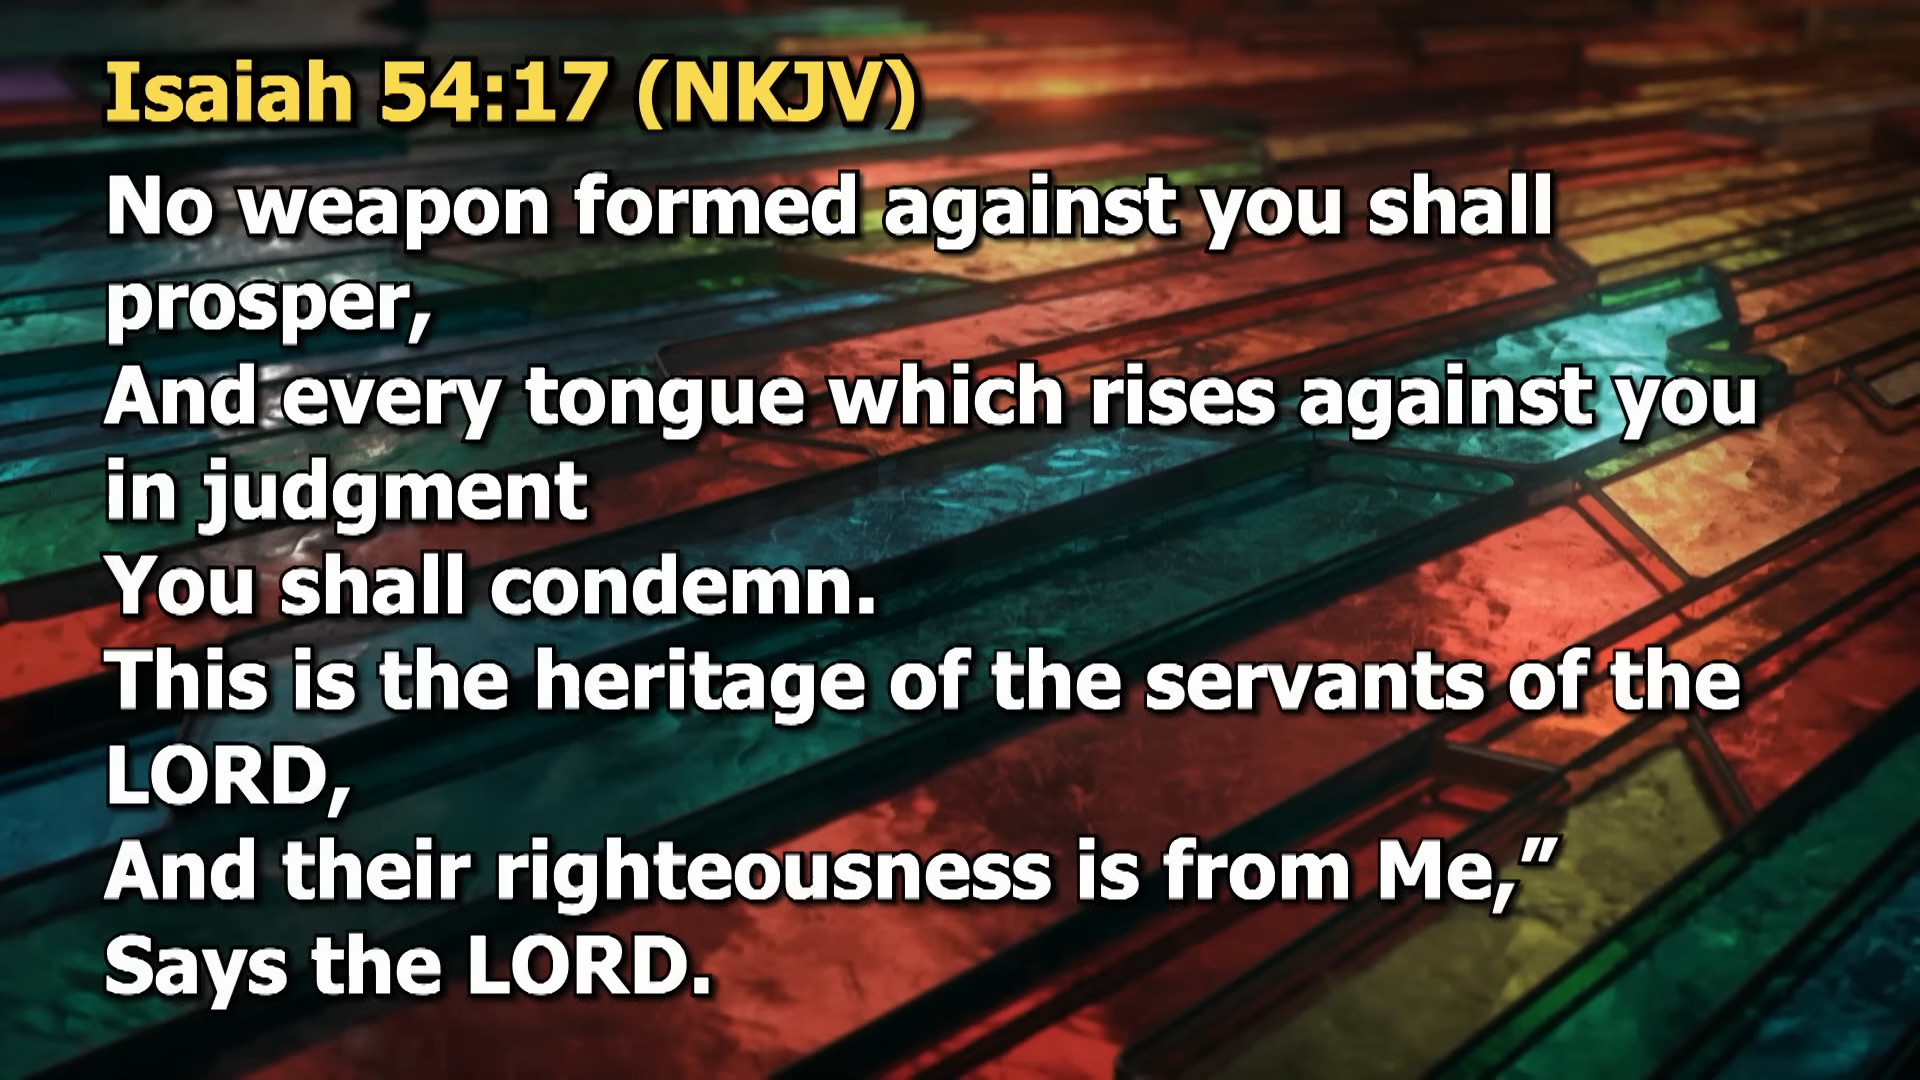 Isaiah 54:17 (NKJV)
No weapon formed against you shall
prosper,
And every tongue which rises against you
in judgment
You shall condemn.
This is the heritage of the servants of the
LORD,
And their righteousness is from Me,”
Says the LORD.